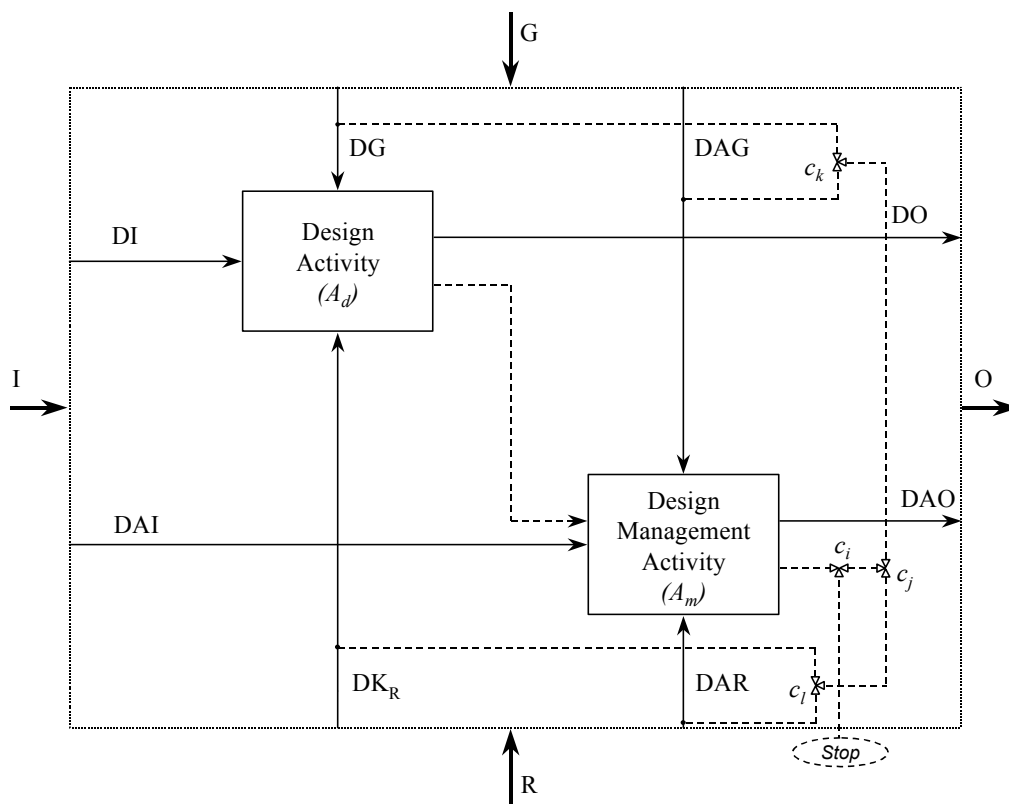 G
DG
DAG
c_k
DO
Design
Activity
(A_d)
DI
I
O
Design
Management
Activity
(A_m)
DAO
DAI
c_i
c_j
DK_R
DAR
c_l
Stop
R